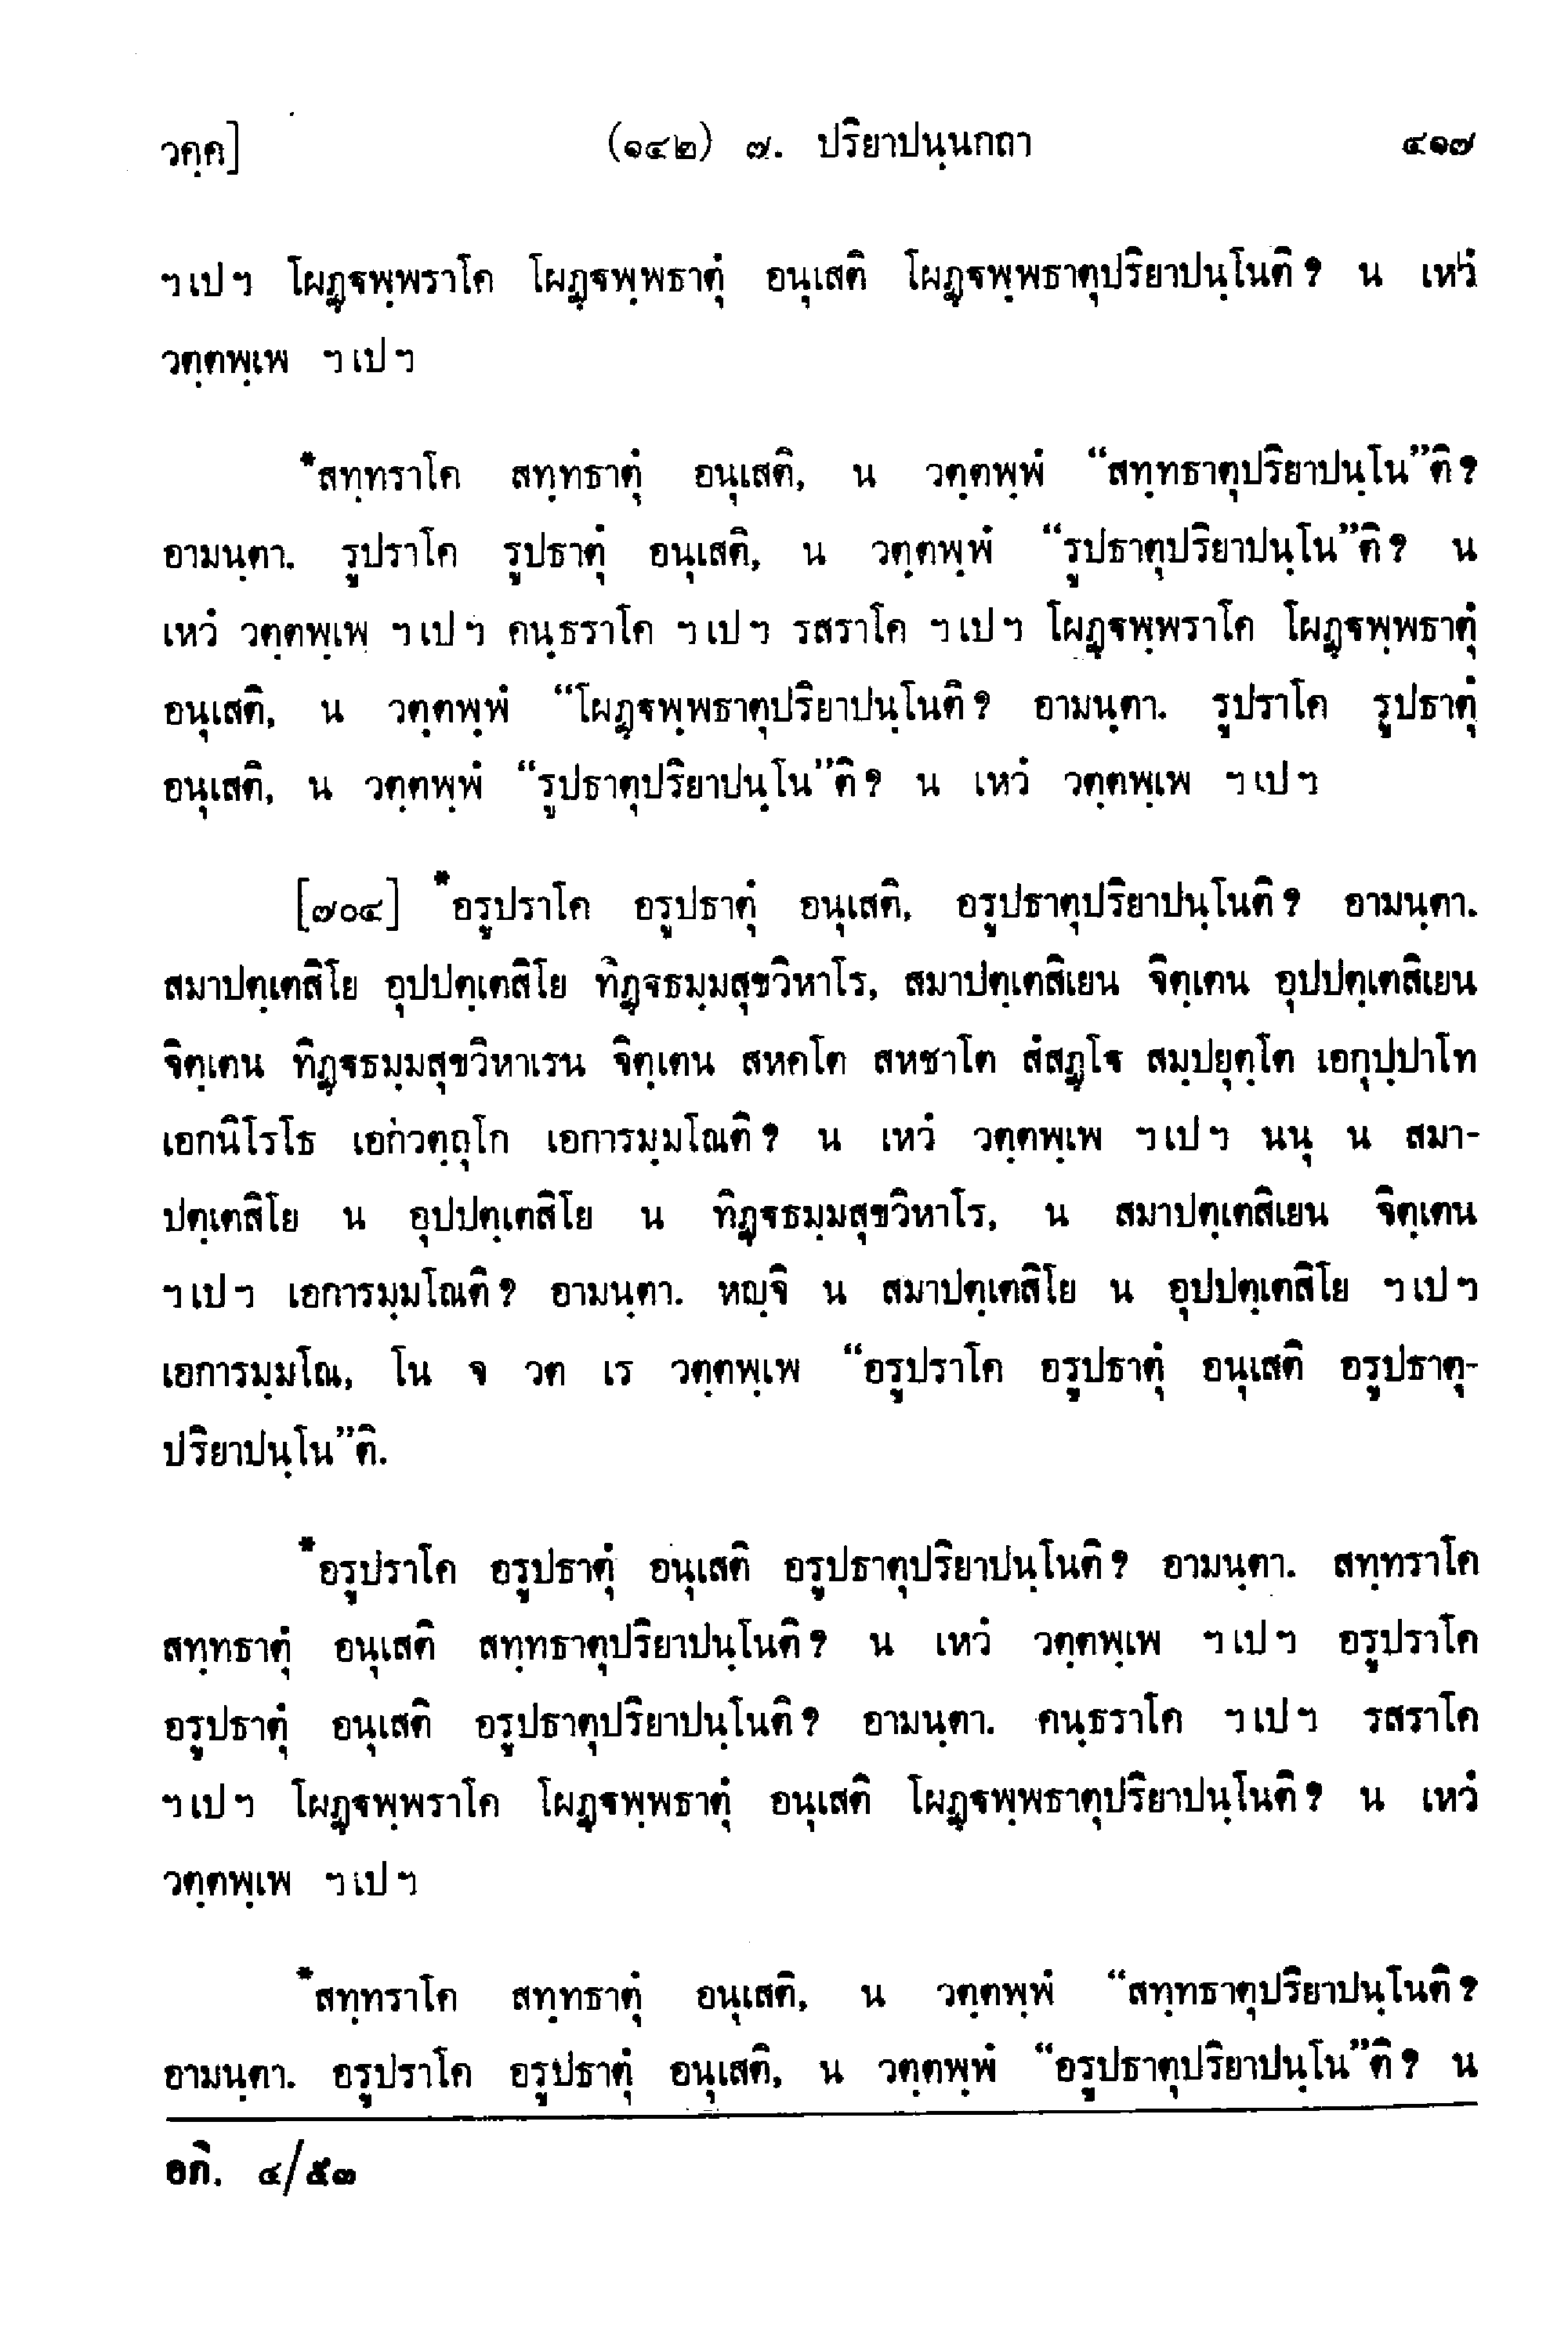 วคฺค] (๑๔๒) ๗. ปริยาปนฺนกถา ๔๑๗
ฯเปฯ โผฏฺฐพฺพราโค โผฏฺฐพฺพธาตุํ อนุเสติ โผฏฺฐพฺพธาตุปริยาปนฺโนติ? น เหวํ
วตฺตพฺเพ ฯเปฯ
*สทฺทราโค สทฺทธาตุํ อนุเสติ, น วตฺตพฺพํ “สทฺทธาตุปริยาปนฺโน”ติ?
อามนฺตา. รูปราโค รูปธาตุํ อนุเสติ, น วตฺตพฺพํ “รูปธาตุปริยาปนฺโน”ติ? น
เหวํ วตฺตพฺเพ ฯเปฯ คนฺธราโค ฯเปฯ รสราโค ฯเปฯ โผฏฺฐพฺพราโค โผฏฺฐพฺพธาตุํ
อนุเสติ, น วตฺตพฺพํ “โผฏฺฐพฺพธาตุปริยาปนฺโนติ? อามนฺตา. รูปราโค รูปธาตุํ
อนุเสติ, น วตฺตพฺพํ “รูปธาตุปริยาปนฺโน”ติ? น เหวํ วตฺตพฺเพ ฯเปฯ
[๗๐๔] *อรูปราโค อรูปธาตุํ อนุเสติ, อรูปธาตุปริยาปนฺโนติ? อามนฺตา.
สมาปตฺเตสิโย อุปปตฺเตสิโย ทิฏฺฐธมฺมสุขวิหาโร, สมาปตฺเตสิเยน จิตฺเตน อุปปตฺเตสิเยน
จิตฺเตน ทิฏฺฐธมฺมสุขวิหาเรน จิตฺเตน สหคโต สหชาโต สํสฏฺโฐ สมฺปยุตฺโต เอกุปฺปาโท
เอกนิโรโธ เอกวตฺถุโก เอการมฺมโณติ? น เหวํ วตฺตพฺเพ ฯเปฯ นนุ น สมา-
ปตฺเตสิโย น อุปปตฺเตสิโย น ทิฏฺฐธมฺมสุขวิหาโร, น สมาปตฺเตสิเยน จิตฺเตน
ฯเปฯ เอการมฺมโณติ? อามนฺตา. หญฺจิ น สมาปตฺเตสิโย น อุปปตฺเตสิโย ฯเปฯ
เอการมฺมโณ, โน จ วต เร วตฺตพฺเพ “อรูปราโค อรูปธาตุํ อนุเสติ อรูปธาตุ-
ปริยาปนฺโน”ติ.
*อรูปราโค อรูปธาตุํ อนุเสติ อรูปธาตุปริยาปนฺโนติ? อามนฺตา. สทฺทราโค
สทฺทธาตุํ อนุเสติ สทฺทธาตุปริยาปนฺโนติ? น เหวํ วตฺตพฺเพ ฯเปฯ อรูปราโค
อรูปธาตุํ อนุเสติ อรูปธาตุปริยาปนฺโนติ? อามนฺตา. คนฺธราโค ฯเปฯ รสราโค
ฯเปฯ โผฏฺฐพฺพราโค โผฏฺฐพฺพธาตุํ อนุเสติ โผฏฺฐพฺพธาตุปริยาปนฺโนติ? น เหวํ
วตฺตพฺเพ ฯเปฯ
*สทฺทราโค สทฺทธาตุํ อนุเสติ, น วตฺตพฺพํ “สทฺทธาตุปริยาปนฺโนติ?
อามนฺตา. อรูปราโค อรูปธาตุํ อนุเสติ, น วตฺตพฺพํ “อรูปธาตุปริยาปนฺโน”ติ? น
อภิ. ๔/๕๓